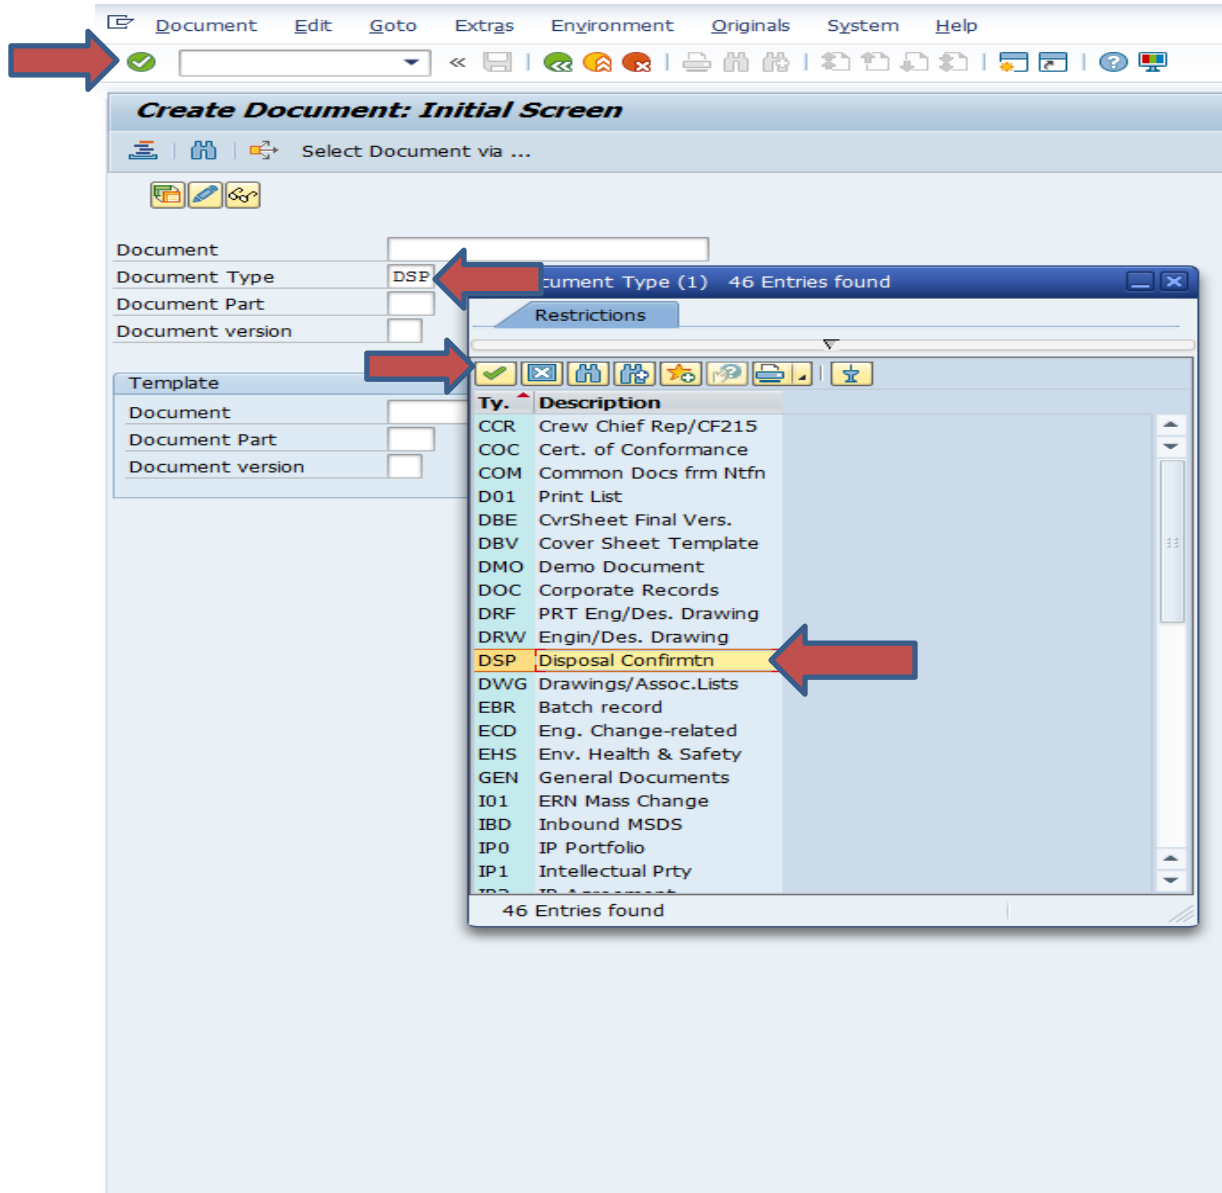 Document Edit Goto Extras Environment Originals System Help
Create Document: Initial Screen
Select Document via ...
Document
Document Type DSP
Document Part
Document version
Template
Document
Document Part
Document version
cument Type (1) 46 Entries found
Restrictions
Ty. Description
CCR Crew Chief Rep/CF215
COC Cert. of Conformance
COM Common Docs frm Ntfn
D01 Print List
DBE CvrSheet Final Vers.
DBV Cover Sheet Template
DMO Demo Document
DOC Corporate Records
DRF PRT Eng/Des. Drawing
DRW Engin/Des. Drawing
DSP Disposal Confirmtn
DWG Drawings/Assoc.Lists
EBR Batch record
ECD Eng. Change-related
EHS Env. Health & Safety
GEN General Documents
I01 ERN Mass Change
IBD Inbound MSDS
IP0 IP Portfolio
IP1 Intellectual Prty
46 Entries found